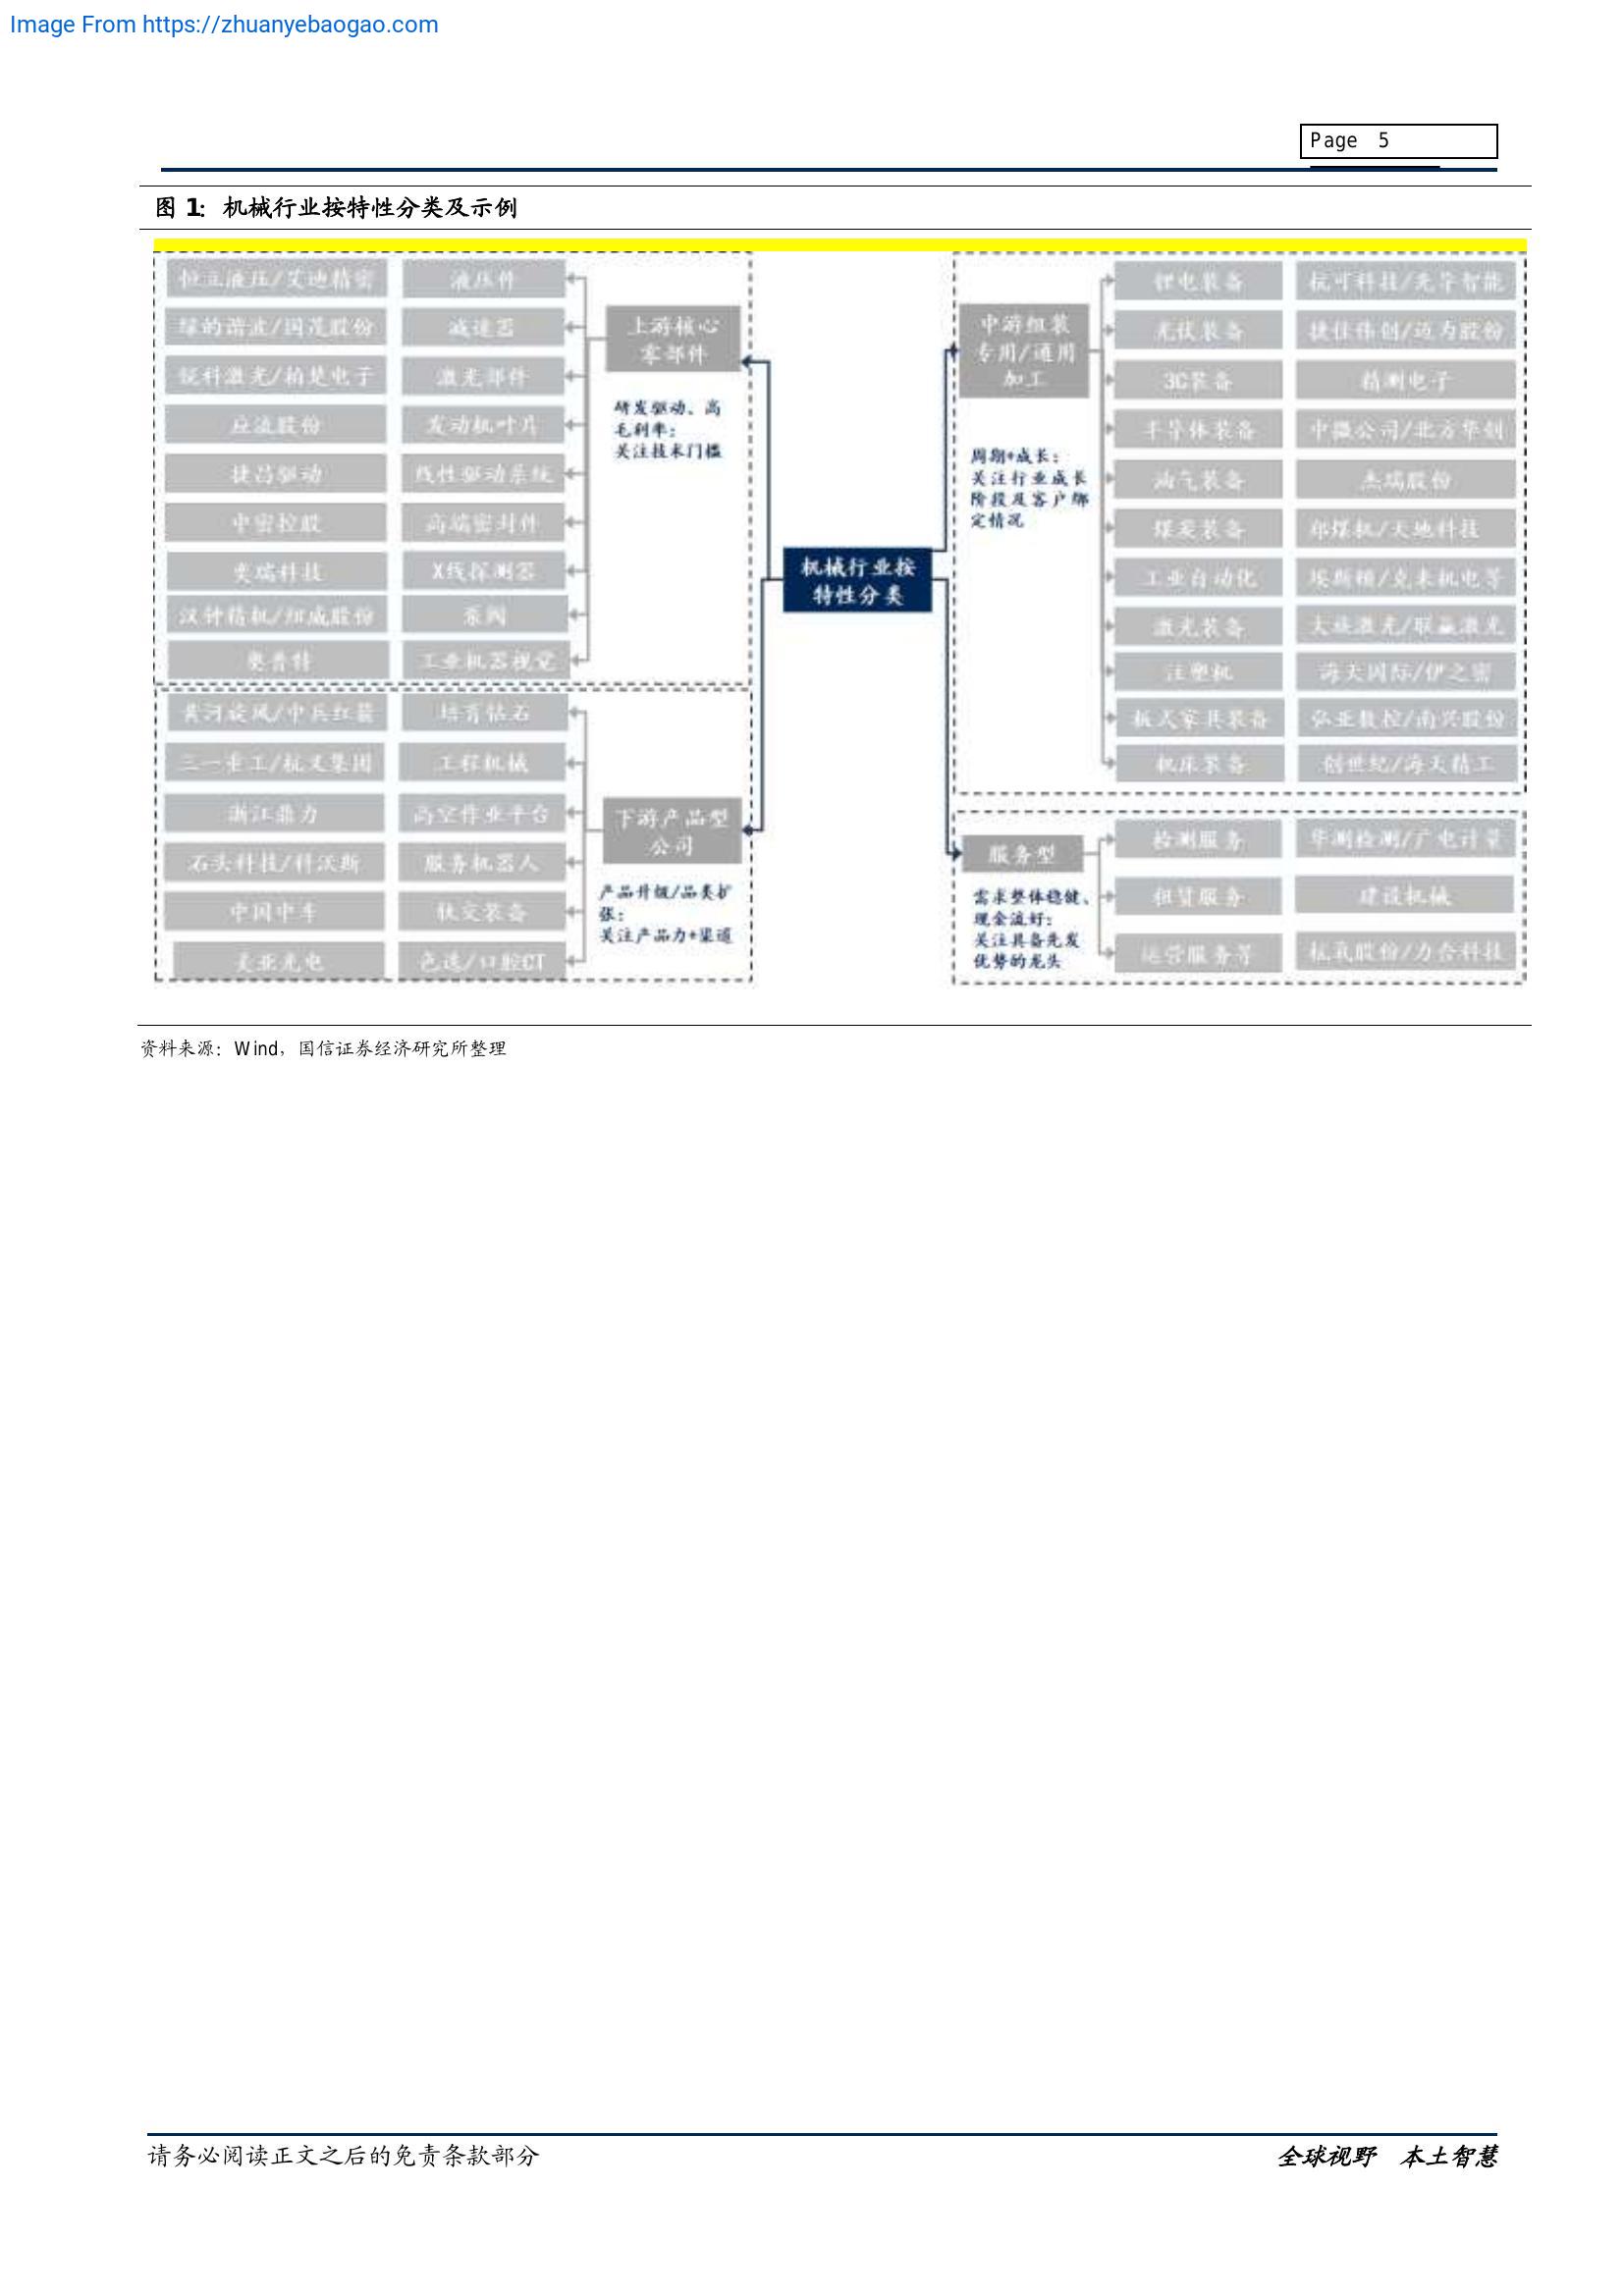 Image From https://zhuanyebaogao.com
Page 5
图 1: 机械行业按特性分类及示例
恒立液压/艾迪精密
液压件
绿的谐波/国茂股份
减速器
锐科激光/柏楚电子
激光部件
应流股份
发动机叶片
捷昌驱动
线性驱动系统
中密控股
高端密封件
奕瑞科技
X线探测器
汉钟精机/纽威股份
泵阀
奥普特
工业机器视觉
上游核心
零部件
研发驱动、高
毛利率:
关注技术门槛
黄河旋风/中兵红箭
培育钻石
三一重工/杭叉集团
工程机械
浙江鼎力
高空作业平台
石头科技/科沃斯
服务机器人
中国中车
轨交装备
美亚光电
色选/口腔CT
下游产品型
公司
产品升级/品类扩
张:
关注产品力+渠道
机械行业按
特性分类
中游组装
专用/通用
加工
周期+成长:
关注行业成长
阶段及客户绑
定情况
锂电装备
杭可科技/先导智能
光伏装备
捷佳伟创/迈为股份
3C装备
精测电子
半导体装备
中微公司/北方华创
油气装备
杰瑞股份
煤炭装备
郑煤机/天地科技
工业自动化
埃斯顿/克来机电等
激光装备
大族激光/联赢激光
注塑机
海天国际/伊之密
板式家具装备
弘亚数控/南兴股份
机床装备
创世纪/海天精工
服务型
需求整体稳健、
现金流好:
关注具备先发
优势的龙头
检测服务
华测检测/广电计量
租赁服务
建设机械
运营服务等
杭氧股份/力合科技
资料来源: Wind, 国信证券经济研究所整理
请务必阅读正文之后的免责条款部分
全球视野 本土智慧